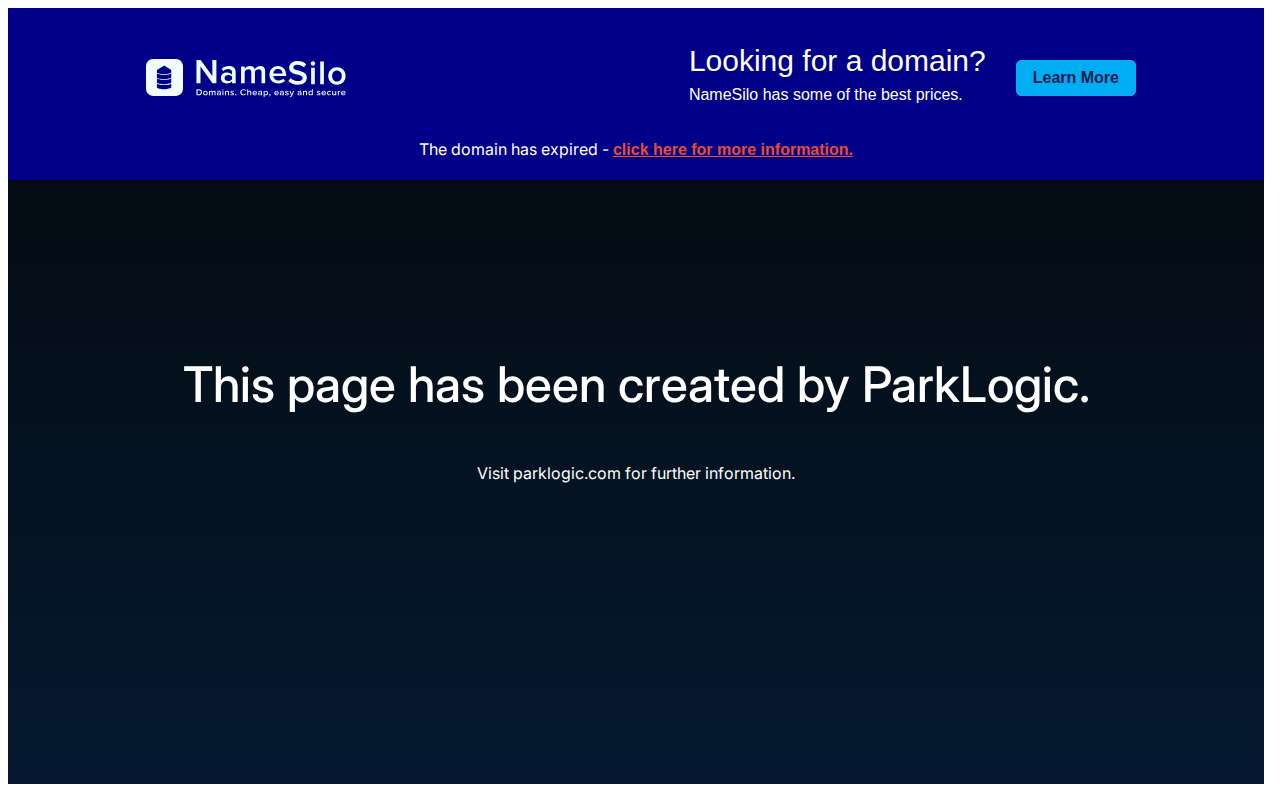 NameSilo
Domains. Cheap, easy and secure
Looking for a domain?
NameSilo has some of the best prices.
Learn More
The domain has expired - click here for more information.
This page has been created by ParkLogic.
Visit parklogic.com for further information.